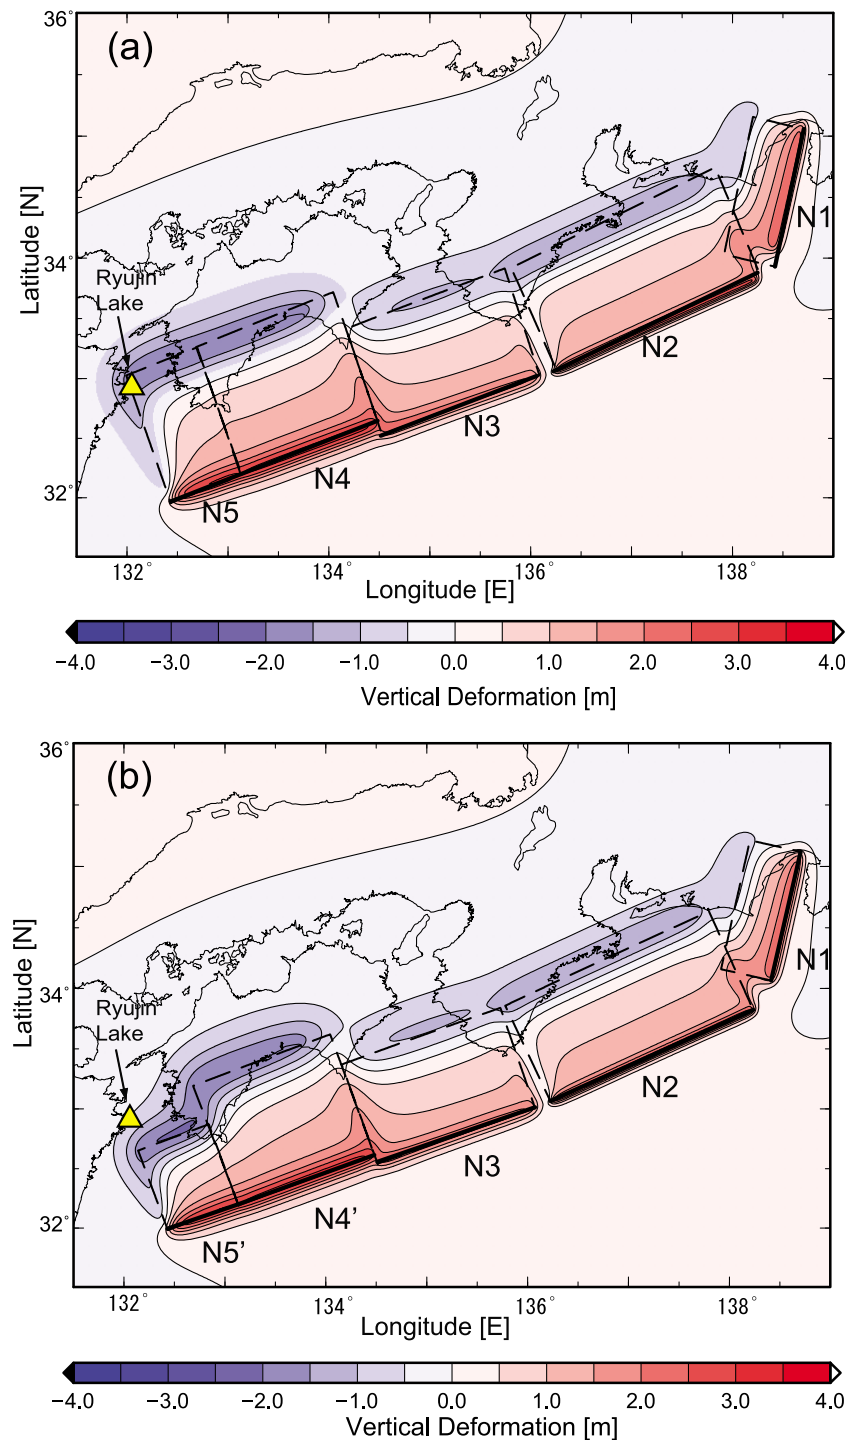 36°
(a)
Latitude [N]
34°
32°
Ryujin
Lake
N1
N2
N3
N4
N5
132°
134°
136°
138°
Longitude [E]
−4.0
−3.0
−2.0
−1.0
0.0
1.0
2.0
3.0
4.0
Vertical Deformation [m]
36°
(b)
Latitude [N]
34°
32°
Ryujin
Lake
N1
N2
N3
N4’
N5’
132°
134°
136°
138°
Longitude [E]
−4.0
−3.0
−2.0
−1.0
0.0
1.0
2.0
3.0
4.0
Vertical Deformation [m]